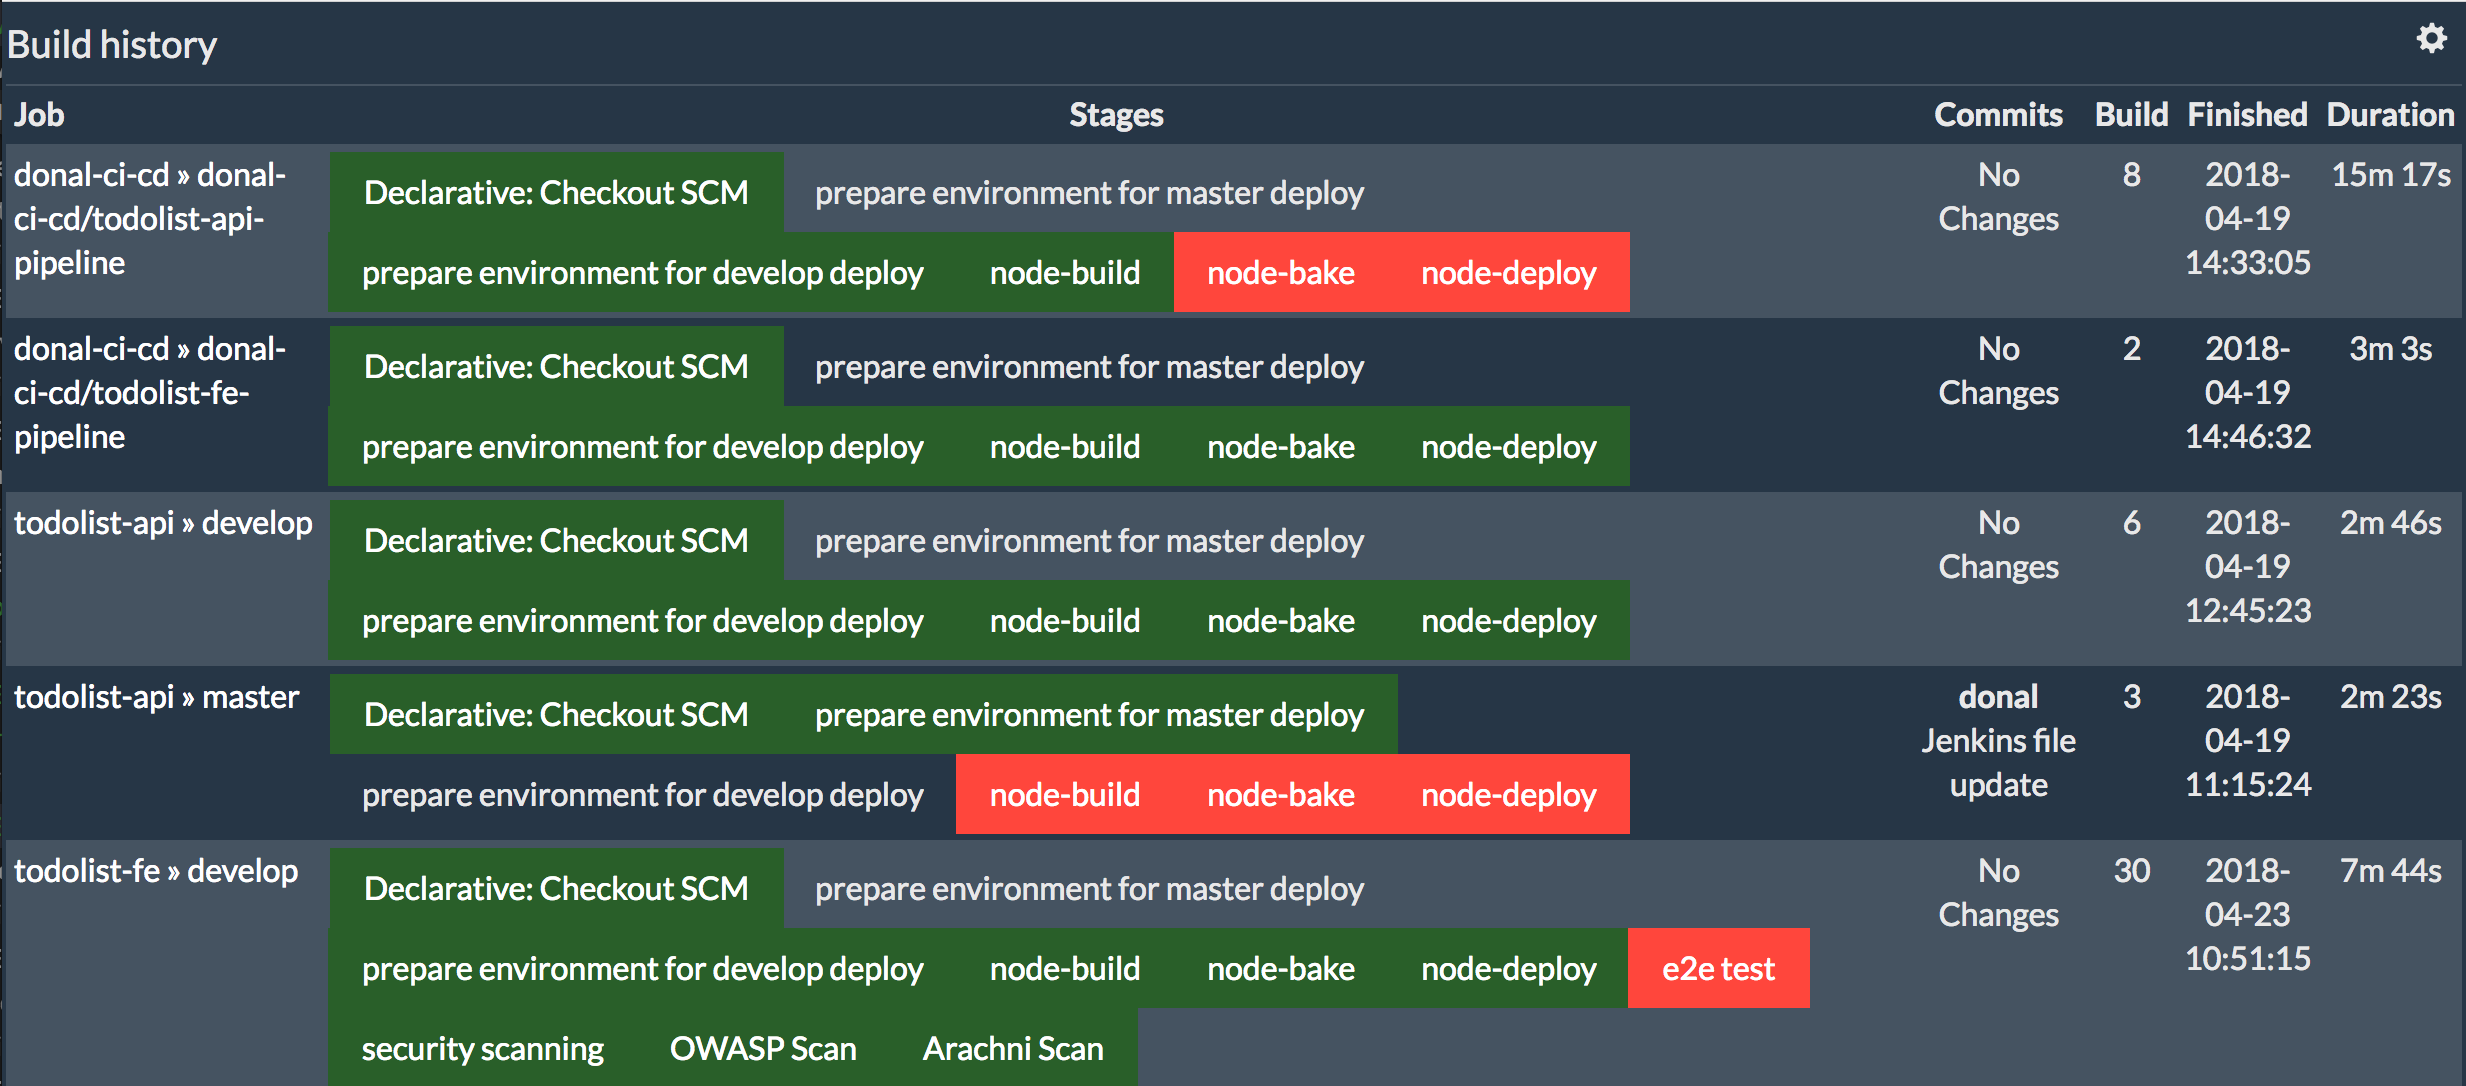 Build history
Job Stages Commits Build Finished Duration
donal-ci-cd » donal-
ci-cd/todolist-api-
pipeline
Declarative: Checkout SCM prepare environment for master deploy
prepare environment for develop deploy node-build node-bake node-deploy
No
Changes
8
2018-
04-19
14:33:05
15m 17s
donal-ci-cd » donal-
ci-cd/todolist-fe-
pipeline
Declarative: Checkout SCM prepare environment for master deploy
prepare environment for develop deploy node-build node-bake node-deploy
No
Changes
2
2018-
04-19
14:46:32
3m 3s
todolist-api » develop
Declarative: Checkout SCM prepare environment for master deploy
prepare environment for develop deploy node-build node-bake node-deploy
No
Changes
6
2018-
04-19
12:45:23
2m 46s
todolist-api » master
Declarative: Checkout SCM prepare environment for master deploy
prepare environment for develop deploy node-build node-bake node-deploy
donal
Jenkins file
update
3
2018-
04-19
11:15:24
2m 23s
todolist-fe » develop
Declarative: Checkout SCM prepare environment for master deploy
prepare environment for develop deploy node-build node-bake node-deploy e2e test
security scanning OWASP Scan Arachni Scan
No
Changes
30
2018-
04-23
10:51:15
7m 44s